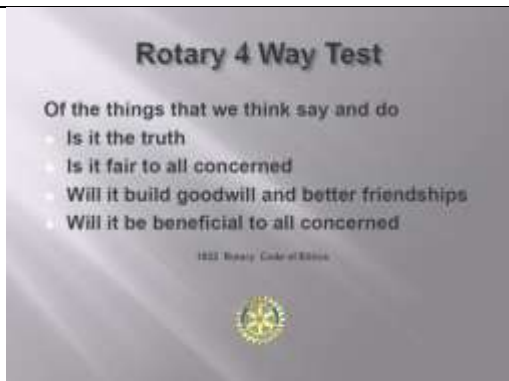 Rotary 4 Way Test
Of the things that we think say and do
Is it the truth
Is it fair to all concerned
Will it build goodwill and better friendships
Will it be beneficial to all concerned
Rotary Code of Ethics